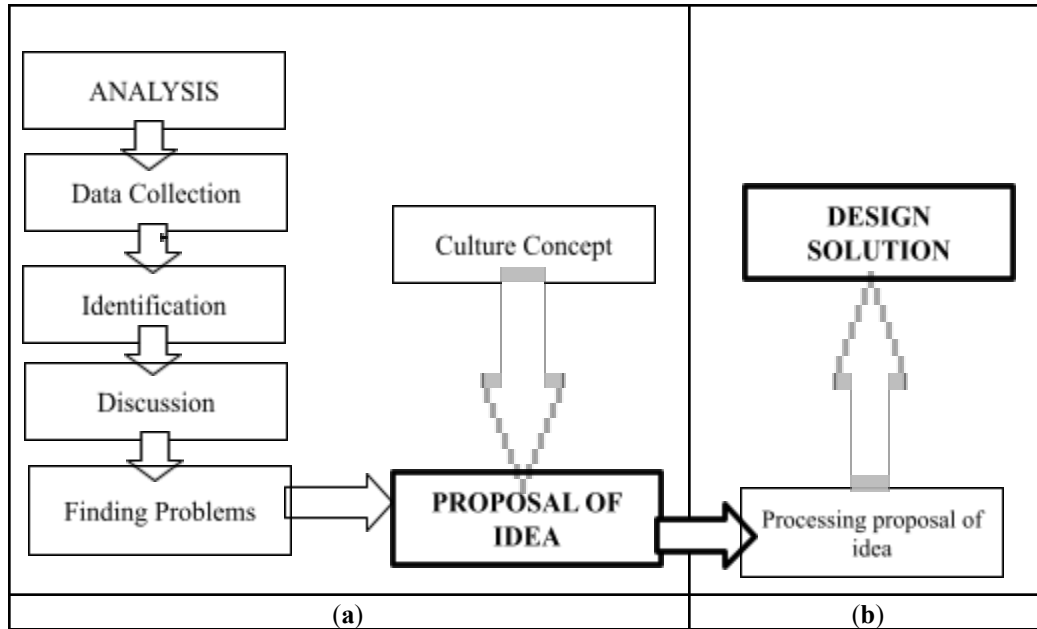 ANALYSIS
Data Collection
Identification
Discussion
Finding Problems
Culture Concept
PROPOSAL OF
IDEA
DESIGN
SOLUTION
Processing proposal of
idea
(a)
(b)